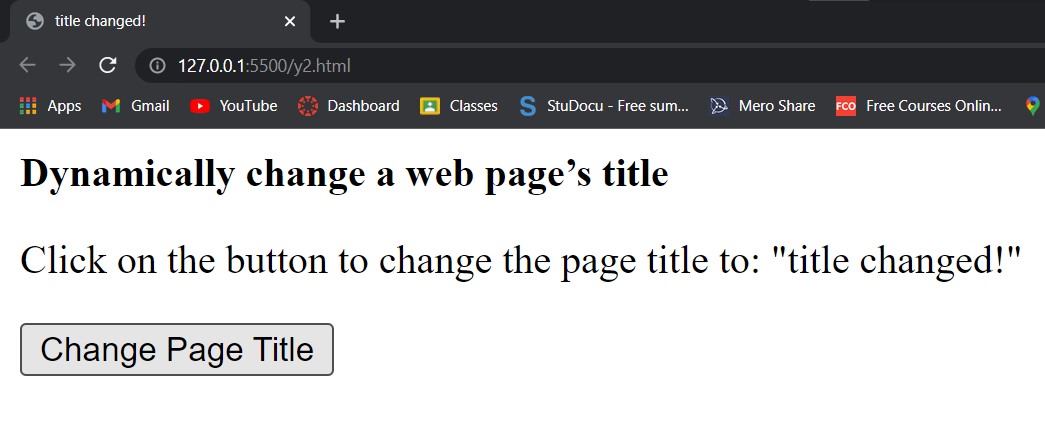 title changed!
127.0.0.1:5500/y2.html
Apps Gmail YouTube Dashboard Classes StuDocu - Free sum... Mero Share FCO Free Courses Onlin...
Dynamically change a web page’s title
Click on the button to change the page title to: "title changed!"
Change Page Title